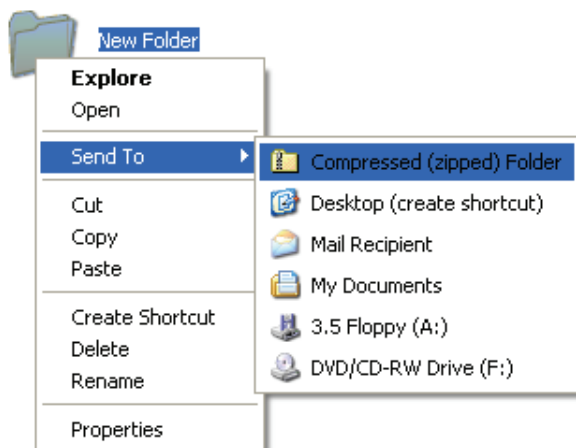 New Folder
Explore
Open
Send To
Compressed (zipped) Folder
Desktop (create shortcut)
Mail Recipient
My Documents
3.5 Floppy (A:)
DVD/CD-RW Drive (F:)
Cut
Copy
Paste
Create Shortcut
Delete
Rename
Properties